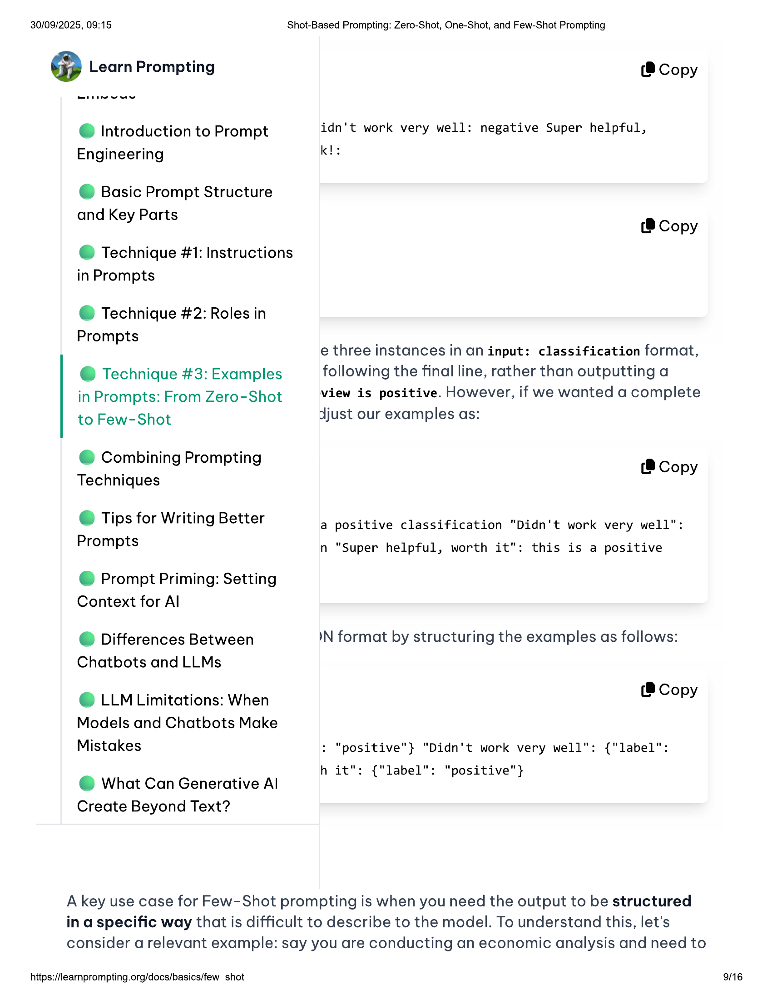 30/09/2025, 09:15
Shot-Based Prompting: Zero-Shot, One-Shot, and Few-Shot Prompting
Learn Prompting
Introduction to Prompt
Engineering
Basic Prompt Structure
and Key Parts
Technique #1: Instructions
in Prompts
Technique #2: Roles in
Prompts
Technique #3: Examples
in Prompts: From Zero-Shot
to Few-Shot
Combining Prompting
Techniques
Tips for Writing Better
Prompts
Prompt Priming: Setting
Context for AI
Differences Between
Chatbots and LLMs
LLM Limitations: When
Models and Chatbots Make
Mistakes
What Can Generative AI
Create Beyond Text?
Copy
idn't work very well: negative Super helpful,
k!:
Copy
e three instances in an input: classification format,
following the final line, rather than outputting a
view is positive. However, if we wanted a complete
djust our examples as:
Copy
a positive classification "Didn't work very well":
n "Super helpful, worth it": this is a positive
N format by structuring the examples as follows:
Copy
: "positive"} "Didn't work very well": {"label":
h it": {"label": "positive"}
A key use case for Few-Shot prompting is when you need the output to be structured
in a specific way that is difficult to describe to the model. To understand this, let's
consider a relevant example: say you are conducting an economic analysis and need to
https://learnprompting.org/docs/basics/few_shot
9/16